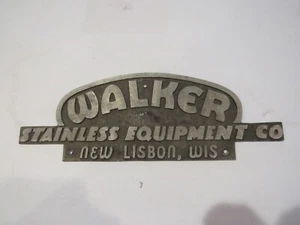 WALKER
STAINLESS EQUIPMENT CO
NEW LISBON, WIS